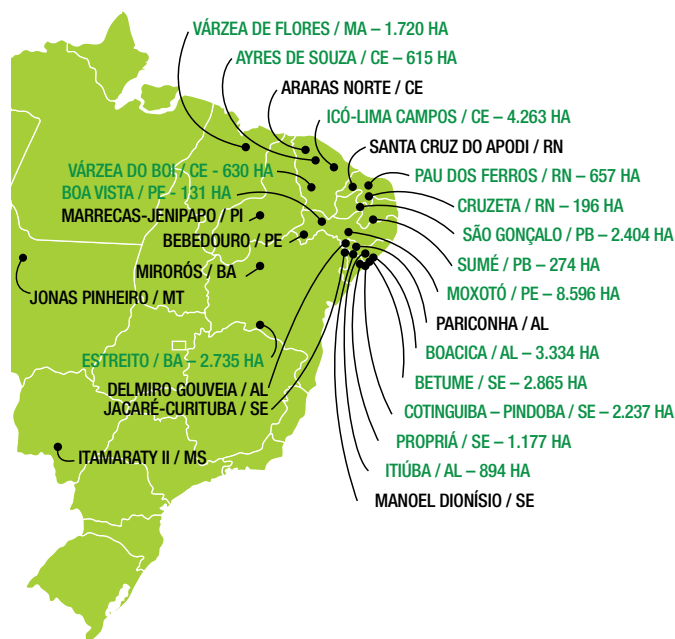 VÁRZEA DE FLORES / MA – 1.720 HA
AYRES DE SOUZA / CE – 615 HA
ARARAS NORTE / CE
ICÓ-LIMA CAMPOS / CE – 4.263 HA
SANTA CRUZ DO APODI / RN
VÁRZEA DO BOI / CE - 630 HA
PAU DOS FERROS / RN – 657 HA
BOA VISTA / PE - 131 HA
CRUZETA / RN – 196 HA
MARRECAS-JENIPAPO / PI
SÃO GONÇALO / PB – 2.404 HA
BEBEDOURO / PE
SUMÉ / PB – 274 HA
MIRORÓS / BA
MOXOTÓ / PE – 8.596 HA
JONAS PINHEIRO / MT
PARICONHA / AL
BOACICA / AL – 3.334 HA
ESTREITO / BA – 2.735 HA
BETUME / SE – 2.865 HA
DELMIRO GOUVEIA / AL
JACARÉ-CURITUBA / SE
COTINGUIBA – PINDOBA / SE – 2.237 HA
PROPRIÁ / SE – 1.177 HA
ITAMARATY II / MS
ITIÚBA / AL – 894 HA
MANOEL DIONÍSIO / SE